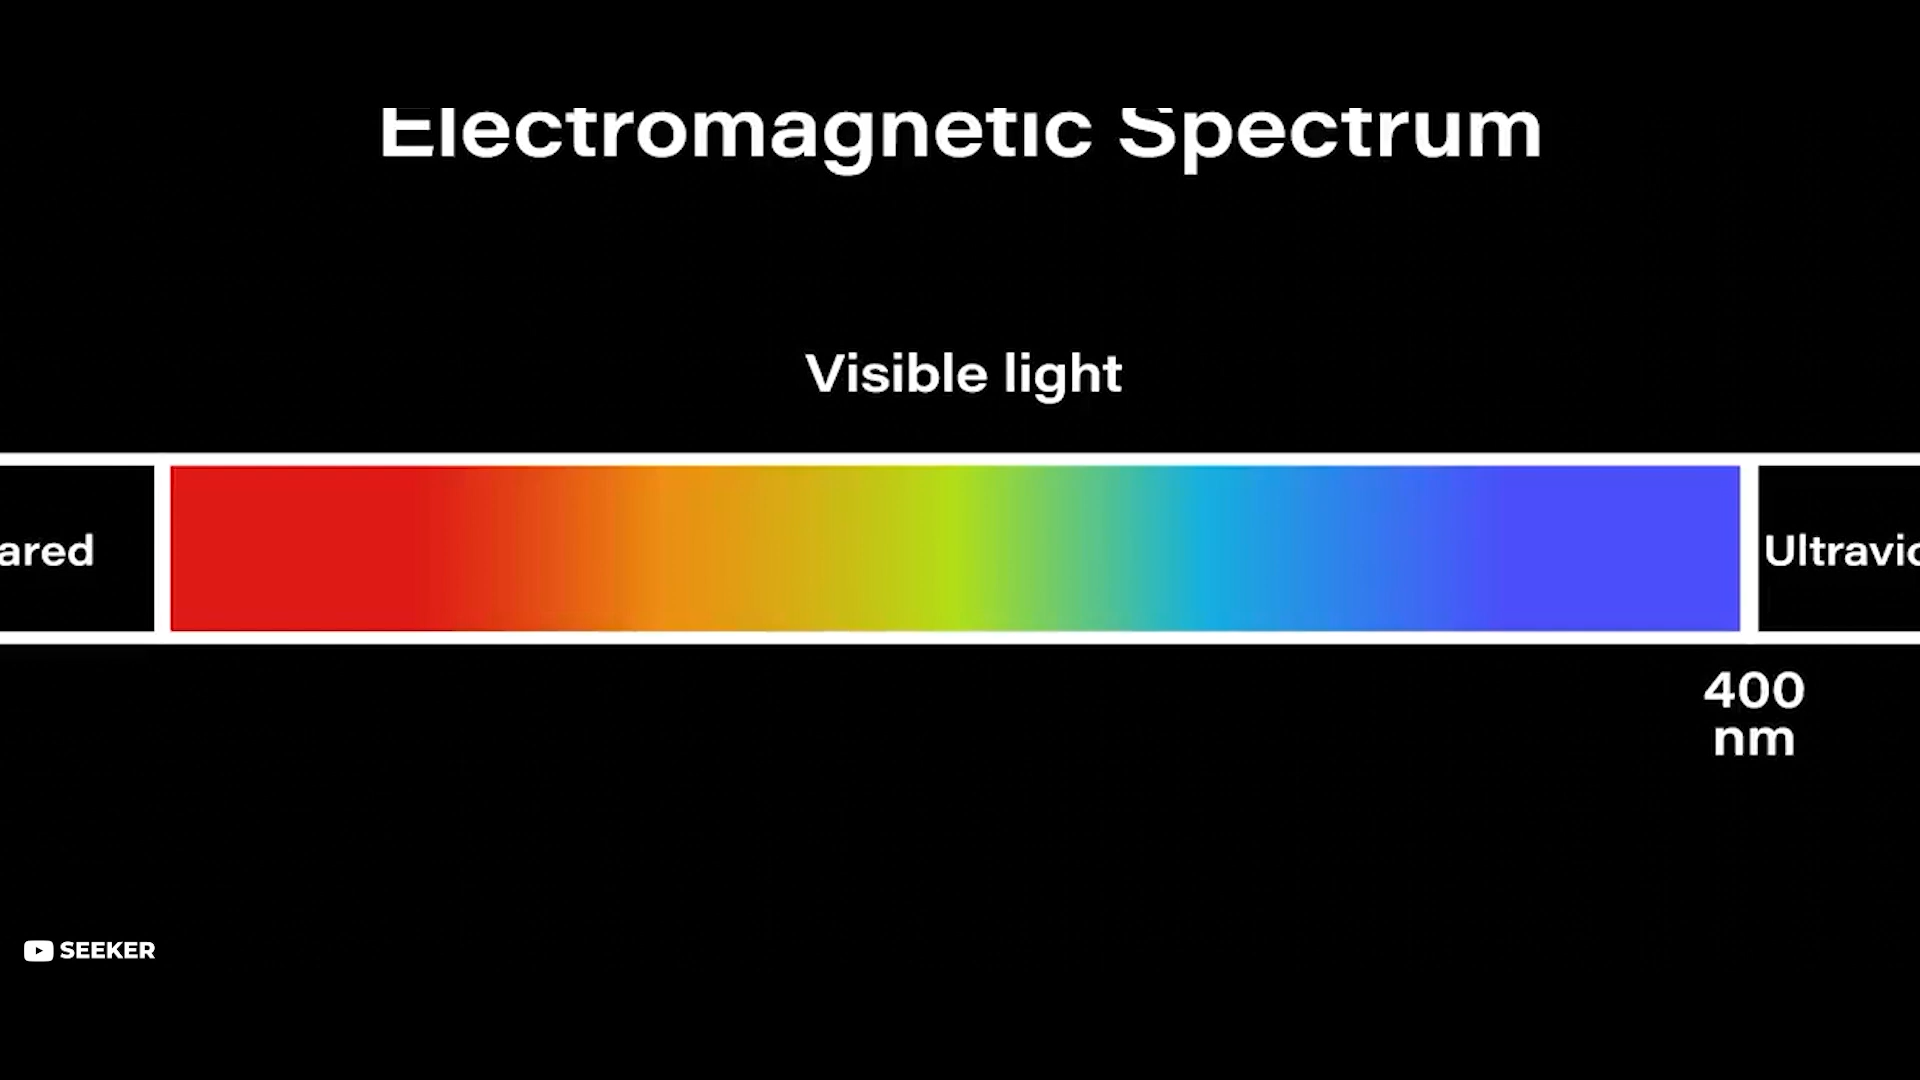 Electromagnetic Spectrum
Visible light
ared
Ultravio
400
nm
SEEKER